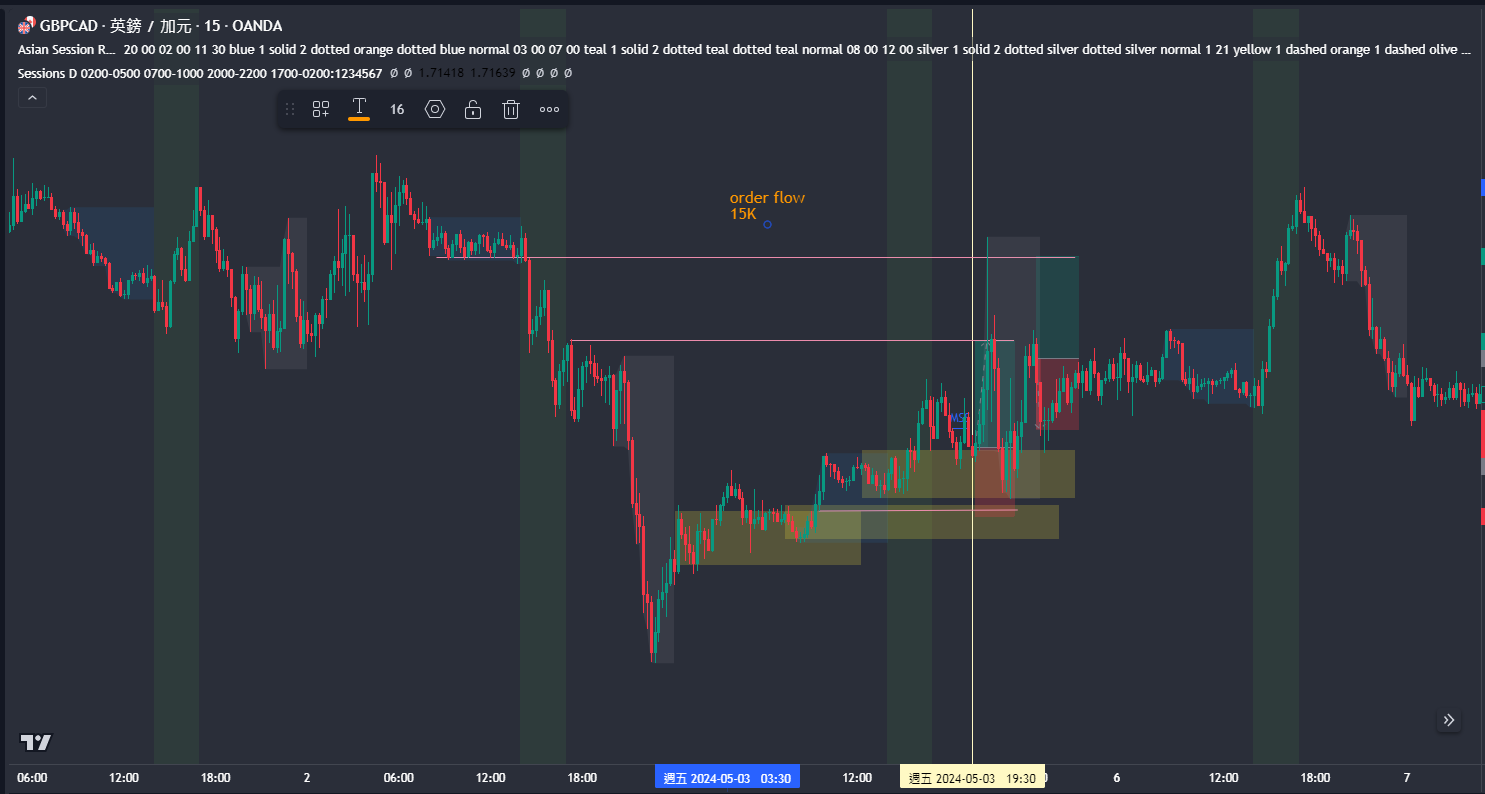 GBPCAD · 英鎊 / 加元 · 15 · OANDA
Asian Session R... 20 00 02 00 11 30 blue 1 solid 2 dotted orange dotted blue normal 03 00 07 00 teal 1 solid 2 dotted teal dotted teal normal 08 00 12 00 silver 1 solid 2 dotted silver dotted silver normal 1 21 yellow 1 dashed orange 1 dashed olive ...
Sessions D 0200-0500 0700-1000 2000-2200 1700-0200:1234567 Ø Ø 1.71418 1.71639 Ø Ø Ø Ø
16
order flow
15K
06:00 12:00 18:00 2 06:00 12:00 18:00 週五 2024-05-03 03:30 12:00 週五 2024-05-03 19:30 6 12:00 18:00 7